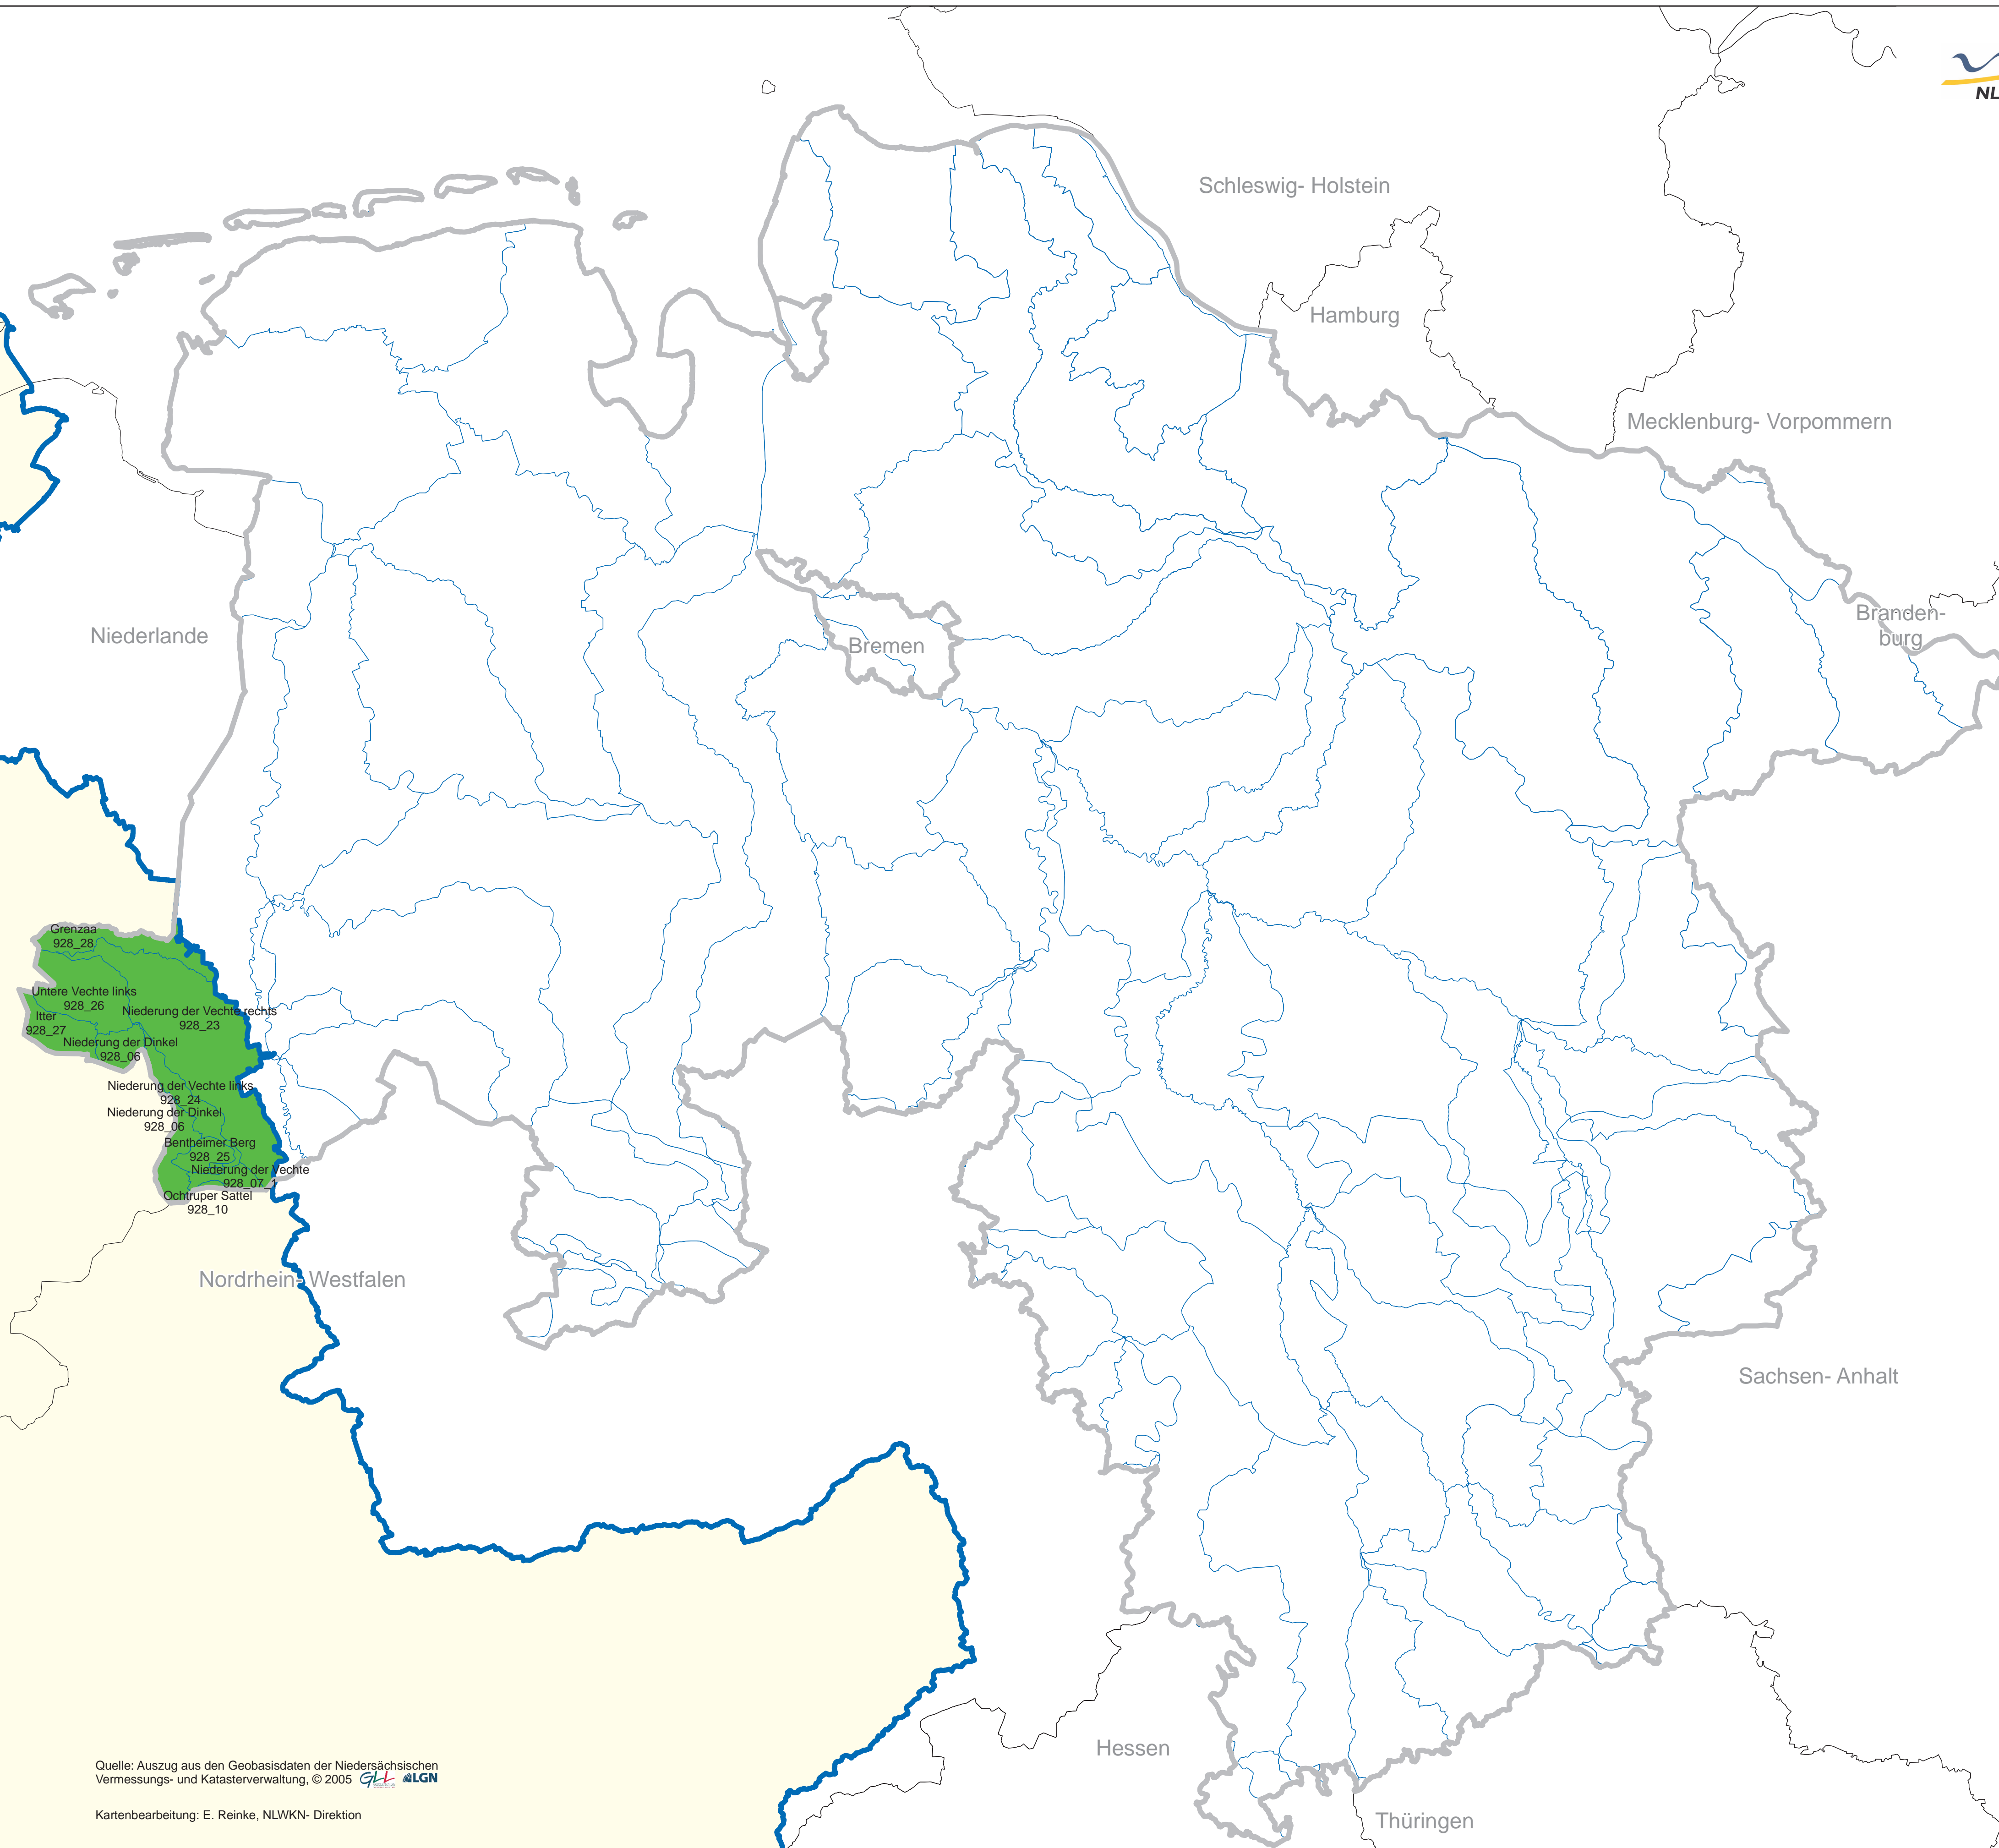 NL
Schleswig- Holstein
Hamburg
Mecklenburg- Vorpommern
Branden-
burg
Niederlande
Bremen
Grenzaa
928_28
Untere Vechte links
928_26
Niederung der Vechte rechts
928_23
Itter
928_27
Niederung der Dinkel
928_06
Niederung der Vechte links
928_24
Niederung der Dinkel
928_06
Bentheimer Berg
928_25
Niederung der Vechte
928_07_1
Ochtruper Sattel
928_10
Nordrhein- Westfalen
Sachsen- Anhalt
Hessen
Thüringen
Quelle: Auszug aus den Geobasisdaten der Niedersächsischen
Vermessungs- und Katasterverwaltung, © 2005 GLL LGN
Kartenbearbeitung: E. Reinke, NLWKN- Direktion